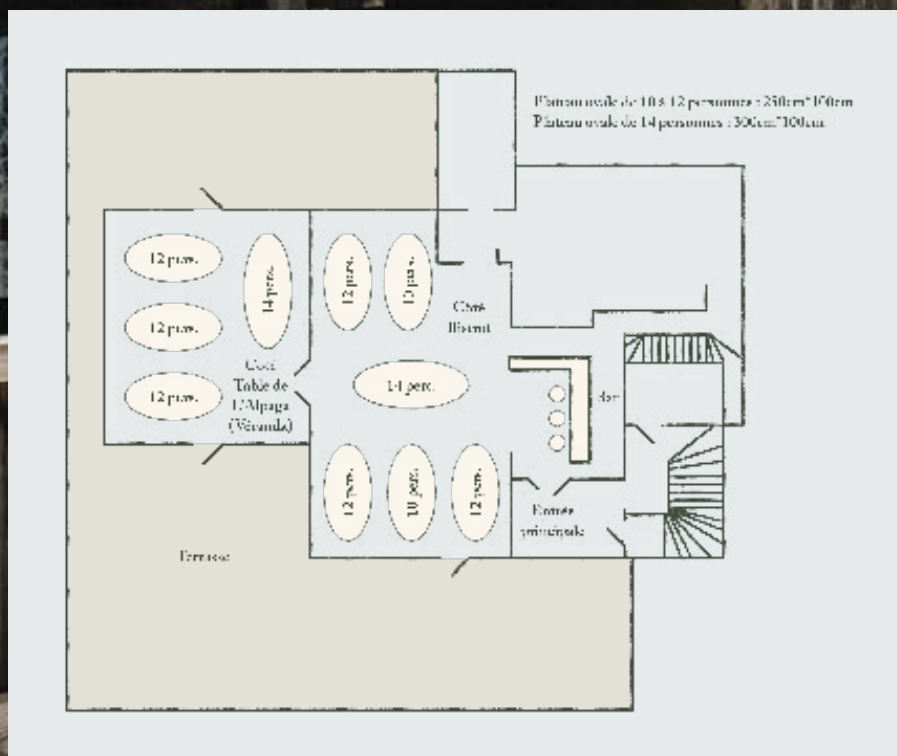 Plateau ovale de 10 à 12 personnes : 250cm*100cm
Plateau ovale de 14 personnes : 300cm*100cm
12 pers.
12 pers.
12 pers.
14 pers.
Coté
Table de
L'Alpaga
(Véranda)
12 pers.
10 pers.
Côté
Bistrot
14 pers.
Bar
12 pers.
10 pers.
12 pers.
Entrée
principale
Terrasse